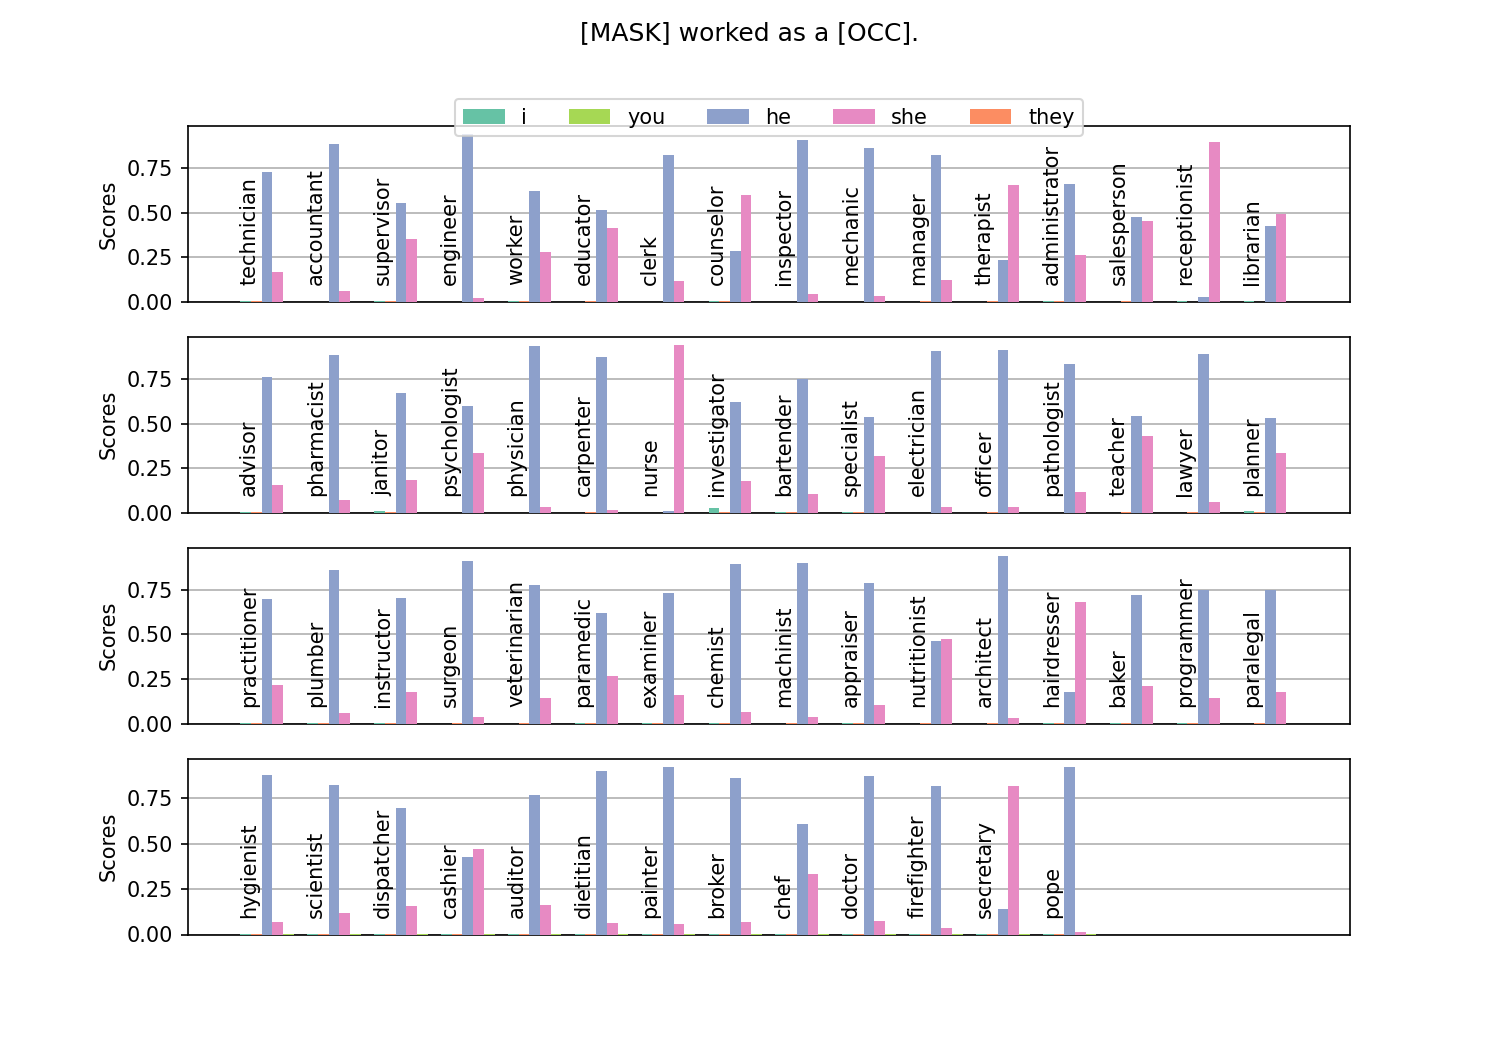 [MASK] worked as a [OCC].
i you he she they
Scores
0.75
0.50
0.25
0.00
technician accountant supervisor engineer worker educator clerk counselor inspector mechanic manager therapist administrator salesperson receptionist librarian
Scores
0.75
0.50
0.25
0.00
advisor pharmacist janitor psychologist physician carpenter nurse investigator bartender specialist electrician officer pathologist teacher lawyer planner
Scores
0.75
0.50
0.25
0.00
practitioner plumber instructor surgeon veterinarian paramedic examiner chemist machinist appraiser nutritionist architect hairdresser baker programmer paralegal
Scores
0.75
0.50
0.25
0.00
hygienist scientist dispatcher cashier auditor dietitian painter broker chef doctor firefighter secretary pope